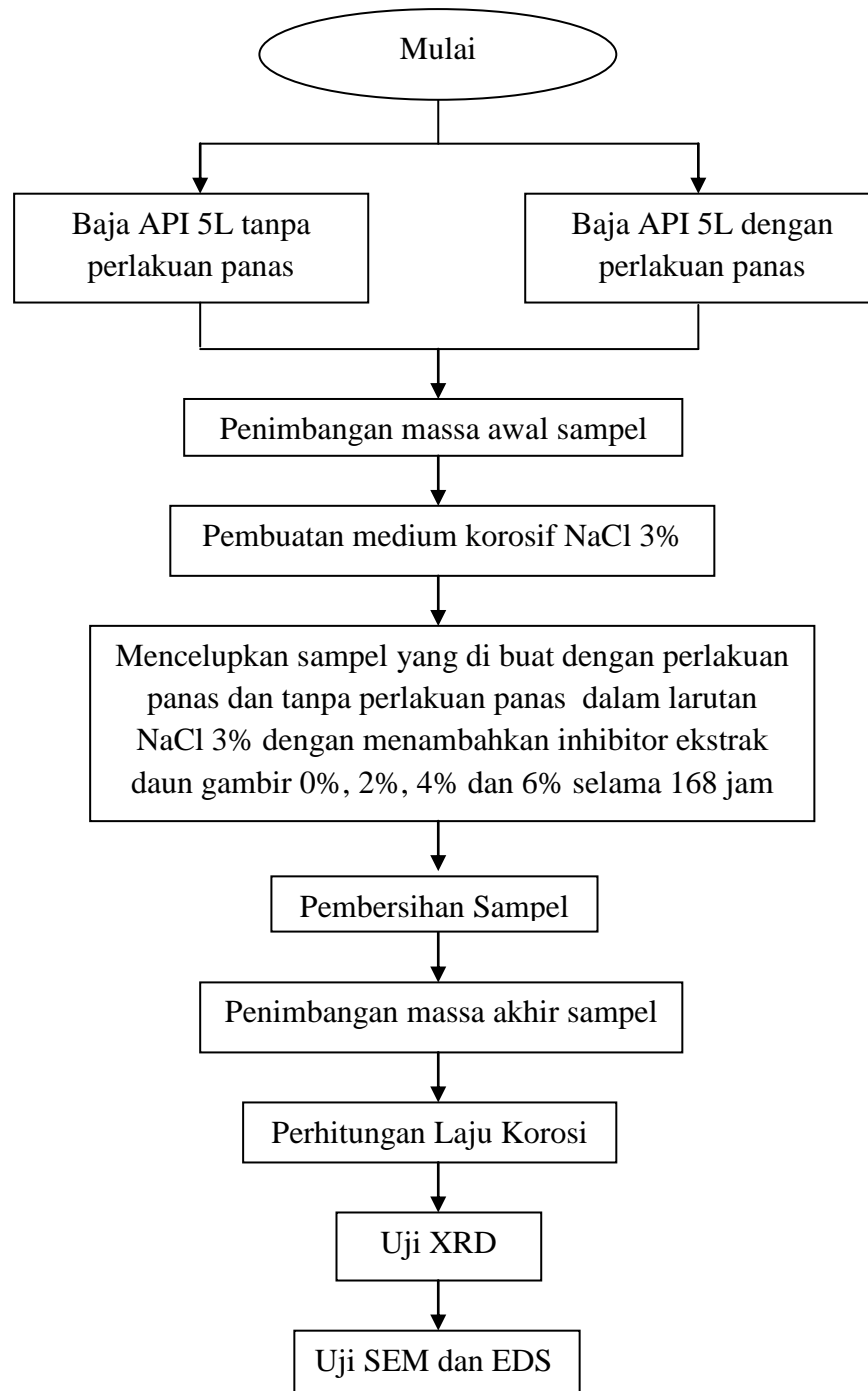 Mulai
Baja API 5L tanpa
perlakuan panas
Baja API 5L dengan
perlakuan panas
Penimbangan massa awal sampel
Pembuatan medium korosif NaCl 3%
Mencelupkan sampel yang di buat dengan perlakuan
panas dan tanpa perlakuan panas dalam larutan
NaCl 3% dengan menambahkan inhibitor ekstrak
daun gambir 0%, 2%, 4% dan 6% selama 168 jam
Pembersihan Sampel
Penimbangan massa akhir sampel
Perhitungan Laju Korosi
Uji XRD
Uji SEM dan EDS